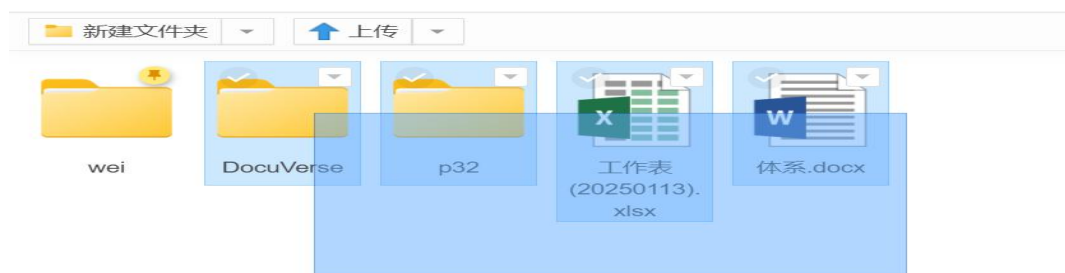 新建文件夹 上传
wei DocuVerse p32 工作表 体系.docx
(20250113).
xlsx